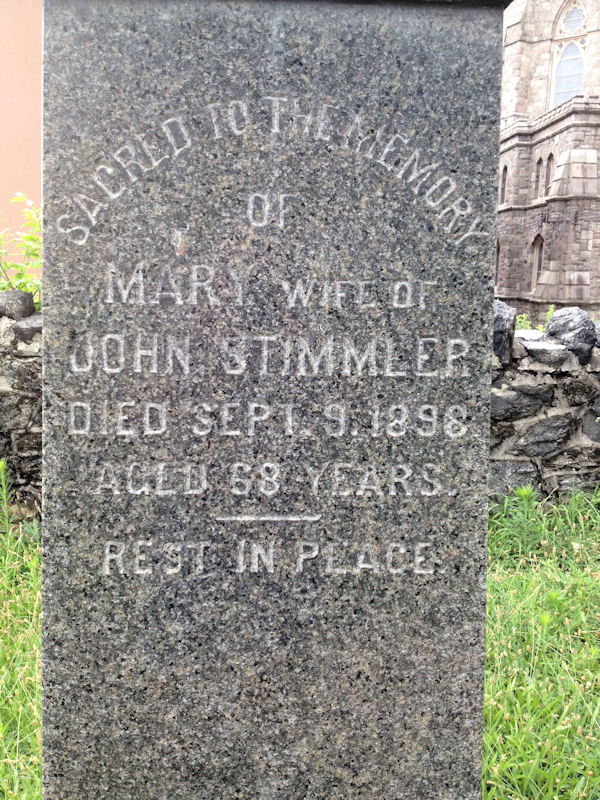 SACRED TO THE MEMORY
OF
MARY WIFE OF
JOHN STIMMLER
DIED SEPT. 9. 1898
AGED 68 YEARS.
REST IN PEACE.